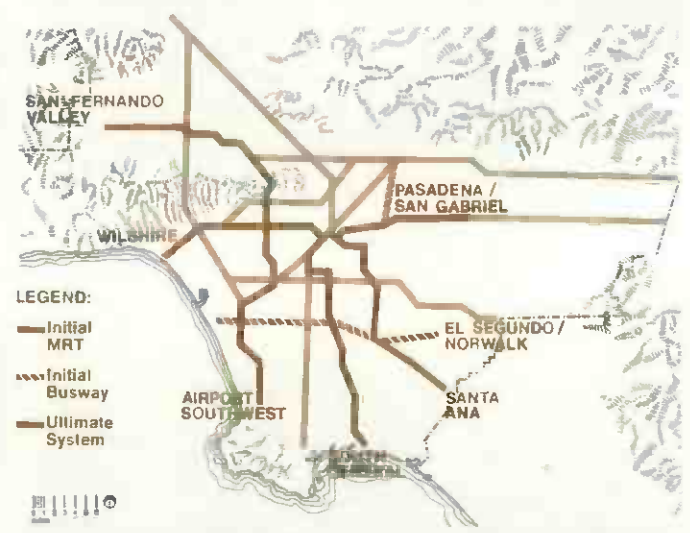 SAN FERNANDO
VALLEY
PASADENA /
SAN GABRIEL
WILSHIRE
LEGEND:
Initial
MRT
EL SEGUNDO /
NORWALK
Initial
Busway
AIRPORT
SOUTHWEST
SANTA
ANA
Ultimate
System
SOUTH